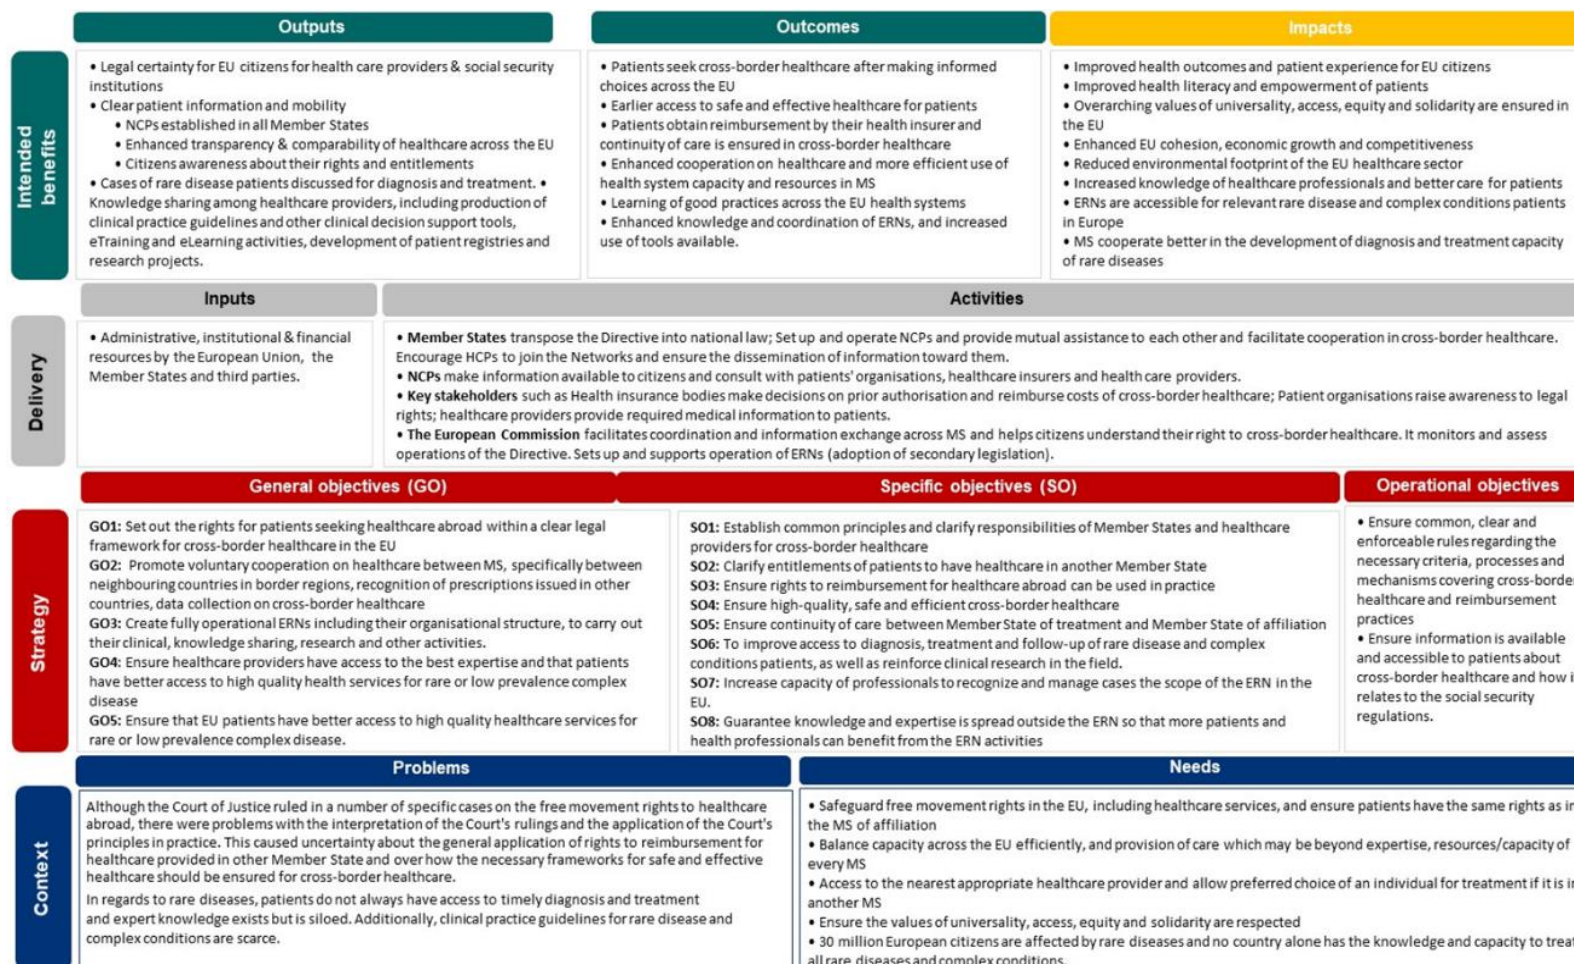 Outputs
Outcomes
Impacts
Intended
benefits
• Legal certainty for EU citizens for health care providers & social security
institutions
• Clear patient information and mobility
• NCPs established in all Member States
• Enhanced transparency & comparability of healthcare across the EU
• Citizens awareness about their rights and entitlements
• Cases of rare disease patients discussed for diagnosis and treatment. •
Knowledge sharing among healthcare providers, including production of
clinical practice guidelines and other clinical decision support tools,
eTraining and eLearning activities, development of patient registries and
research projects.
• Patients seek cross-border healthcare after making informed
choices across the EU
• Earlier access to safe and effective healthcare for patients
• Patients obtain reimbursement by their health insurer and
continuity of care is ensured in cross-border healthcare
• Enhanced cooperation on healthcare and more efficient use of
health system capacity and resources in MS
• Learning of good practices across the EU health systems
• Enhanced knowledge and coordination of ERNs, and increased
use of tools available.
• Improved health outcomes and patient experience for EU citizens
• Improved health literacy and empowerment of patients
• Overarching values of universality, access, equity and solidarity are ensured in
the EU
• Enhanced EU cohesion, economic growth and competitiveness
• Reduced environmental footprint of the EU healthcare sector
• Increased knowledge of healthcare professionals and better care for patients
• ERNs are accessible for relevant rare disease and complex conditions patients
in Europe
• MS cooperate better in the development of diagnosis and treatment capacity
of rare diseases
Inputs
Activities
Delivery
• Administrative, institutional & financial
resources by the European Union, the
Member States and third parties.
• Member States transpose the Directive into national law; Set up and operate NCPs and provide mutual assistance to each other and facilitate cooperation in cross-border healthcare.
Encourage HCPs to join the Networks and ensure the dissemination of information toward them.
• NCPs make information available to citizens and consult with patients' organisations, healthcare insurers and health care providers.
• Key stakeholders such as Health insurance bodies make decisions on prior authorisation and reimburse costs of cross-border healthcare; Patient organisations raise awareness to legal
rights; healthcare providers provide required medical information to patients.
• The European Commission facilitates coordination and information exchange across MS and helps citizens understand their right to cross-border healthcare. It monitors and assess
operations of the Directive. Sets up and supports operation of ERNs (adoption of secondary legislation).
General objectives (GO)
Specific objectives (SO)
Operational objectives
Strategy
GO1: Set out the rights for patients seeking healthcare abroad within a clear legal
framework for cross-border healthcare in the EU
GO2: Promote voluntary cooperation on healthcare between MS, specifically between
neighbouring countries in border regions, recognition of prescriptions issued in other
countries, data collection on cross-border healthcare
GO3: Create fully operational ERNs including their organisational structure, to carry out
their clinical, knowledge sharing, research and other activities.
GO4: Ensure healthcare providers have access to the best expertise and that patients
have better access to high quality health services for rare or low prevalence complex
disease
GO5: Ensure that EU patients have better access to high quality healthcare services for
rare or low prevalence complex disease.
SO1: Establish common principles and clarify responsibilities of Member States and healthcare
providers for cross-border healthcare
SO2: Clarify entitlements of patients to have healthcare in another Member State
SO3: Ensure rights to reimbursement for healthcare abroad can be used in practice
SO4: Ensure high-quality, safe and efficient cross-border healthcare
SO5: Ensure continuity of care between Member State of treatment and Member State of affiliation
SO6: To improve access to diagnosis, treatment and follow-up of rare disease and complex
conditions patients, as well as reinforce clinical research in the field.
SO7: Increase capacity of professionals to recognize and manage cases the scope of the ERN in the
EU.
SO8: Guarantee knowledge and expertise is spread outside the ERN so that more patients and
health professionals can benefit from the ERN activities
• Ensure common, clear and
enforceable rules regarding the
necessary criteria, processes and
mechanisms covering cross-border
healthcare and reimbursement
practices
• Ensure information is available
and accessible to patients about
cross-border healthcare and how i
relates to the social security
regulations.
Problems
Needs
Context
Although the Court of Justice ruled in a number of specific cases on the free movement rights to healthcare
abroad, there were problems with the interpretation of the Court's rulings and the application of the Court's
principles in practice. This caused uncertainty about the general application of rights to reimbursement for
healthcare provided in other Member State and over how the necessary frameworks for safe and effective
healthcare should be ensured for cross-border healthcare.
In regards to rare diseases, patients do not always have access to timely diagnosis and treatment
and expert knowledge exists but is siloed. Additionally, clinical practice guidelines for rare disease and
complex conditions are scarce.
• Safeguard free movement rights in the EU, including healthcare services, and ensure patients have the same rights as in
the MS of affiliation
• Balance capacity across the EU efficiently, and provision of care which may be beyond expertise, resources/capacity of
every MS
• Access to the nearest appropriate healthcare provider and allow preferred choice of an individual for treatment if it is in
another MS
• Ensure the values of universality, access, equity and solidarity are respected
• 30 million European citizens are affected by rare diseases and no country alone has the knowledge and capacity to treat
all rare diseases and complex conditions.